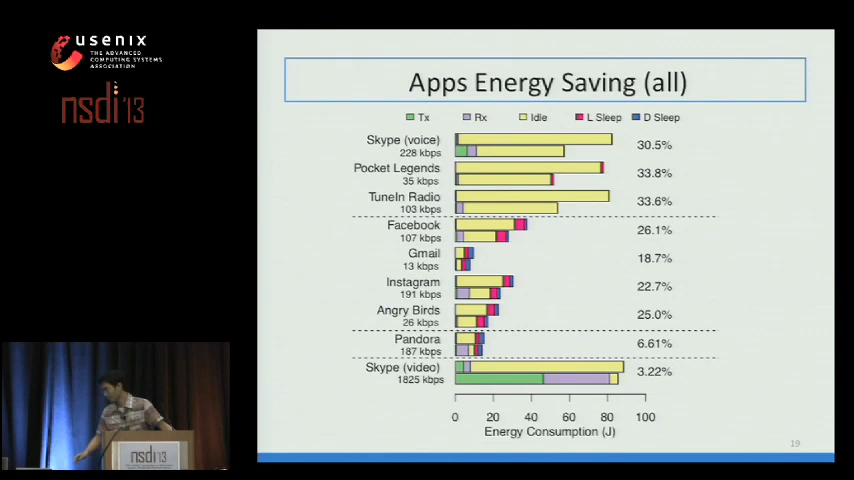 usenix
THE ADVANCED
COMPUTING SYSTEMS
ASSOCIATION
nsdi '13
Apps Energy Saving (all)
Tx Rx Idle L Sleep D Sleep
Skype (voice)
228 kbps
30.5%
Pocket Legends
35 kbps
33.8%
TuneIn Radio
103 kbps
33.6%
Facebook
107 kbps
26.1%
Gmail
13 kbps
18.7%
Instagram
191 kbps
22.7%
Angry Birds
26 kbps
25.0%
Pandora
187 kbps
6.61%
Skype (video)
1825 kbps
3.22%
0 20 40 60 80 100
Energy Consumption (J)
19
nsdi '13